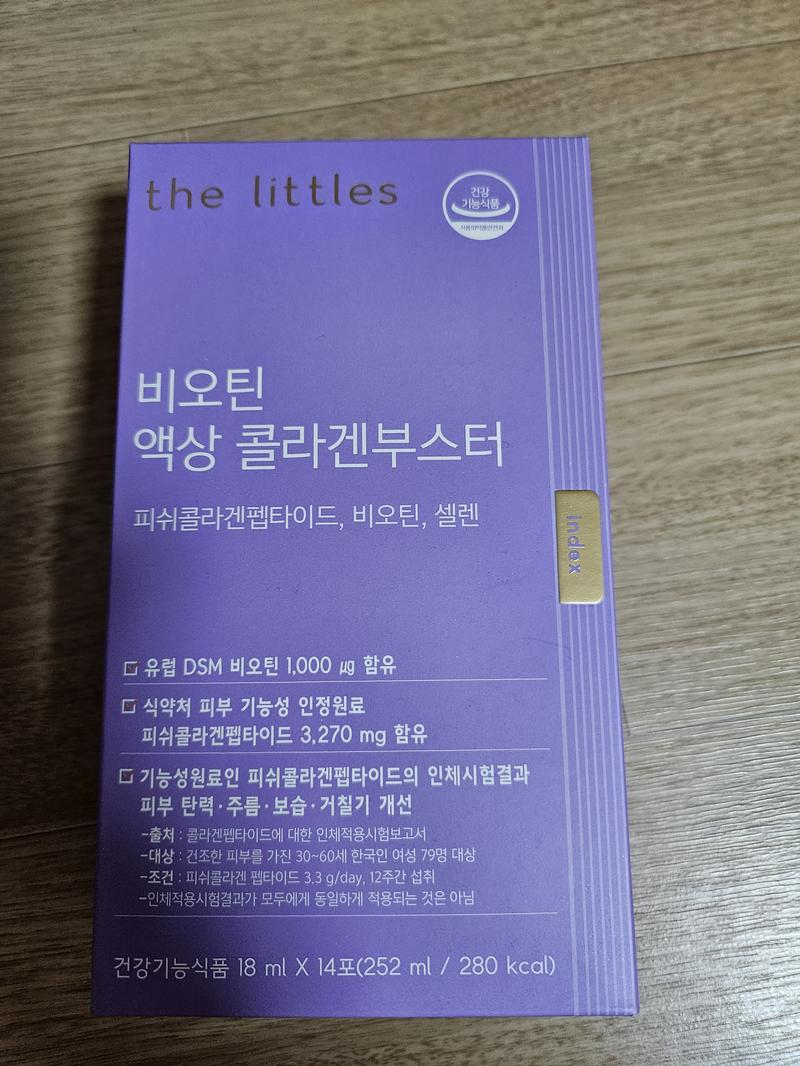 the littles
건강
기능식품
식품의약품안전처
비오틴
액상 콜라겐부스터
피쉬콜라겐펩타이드, 비오틴, 셀렌
index
유럽 DSM 비오틴 1,000 ㎍ 함유
식약처 피부 기능성 인정원료
피쉬콜라겐펩타이드 3,270 mg 함유
기능성원료인 피쉬콜라겐펩타이드의 인체시험결과
피부 탄력·주름·보습·거칠기 개선
-출처 : 콜라겐펩타이드에 대한 인체적용시험보고서
-대상 : 건조한 피부를 가진 30~60세 한국인 여성 79명 대상
-조건 : 피쉬콜라겐 펩타이드 3.3 g/day, 12주간 섭취
-인체적용시험결과가 모두에게 동일하게 적용되는 것은 아님
건강기능식품 18 ml X 14포(252 ml / 280 kcal)